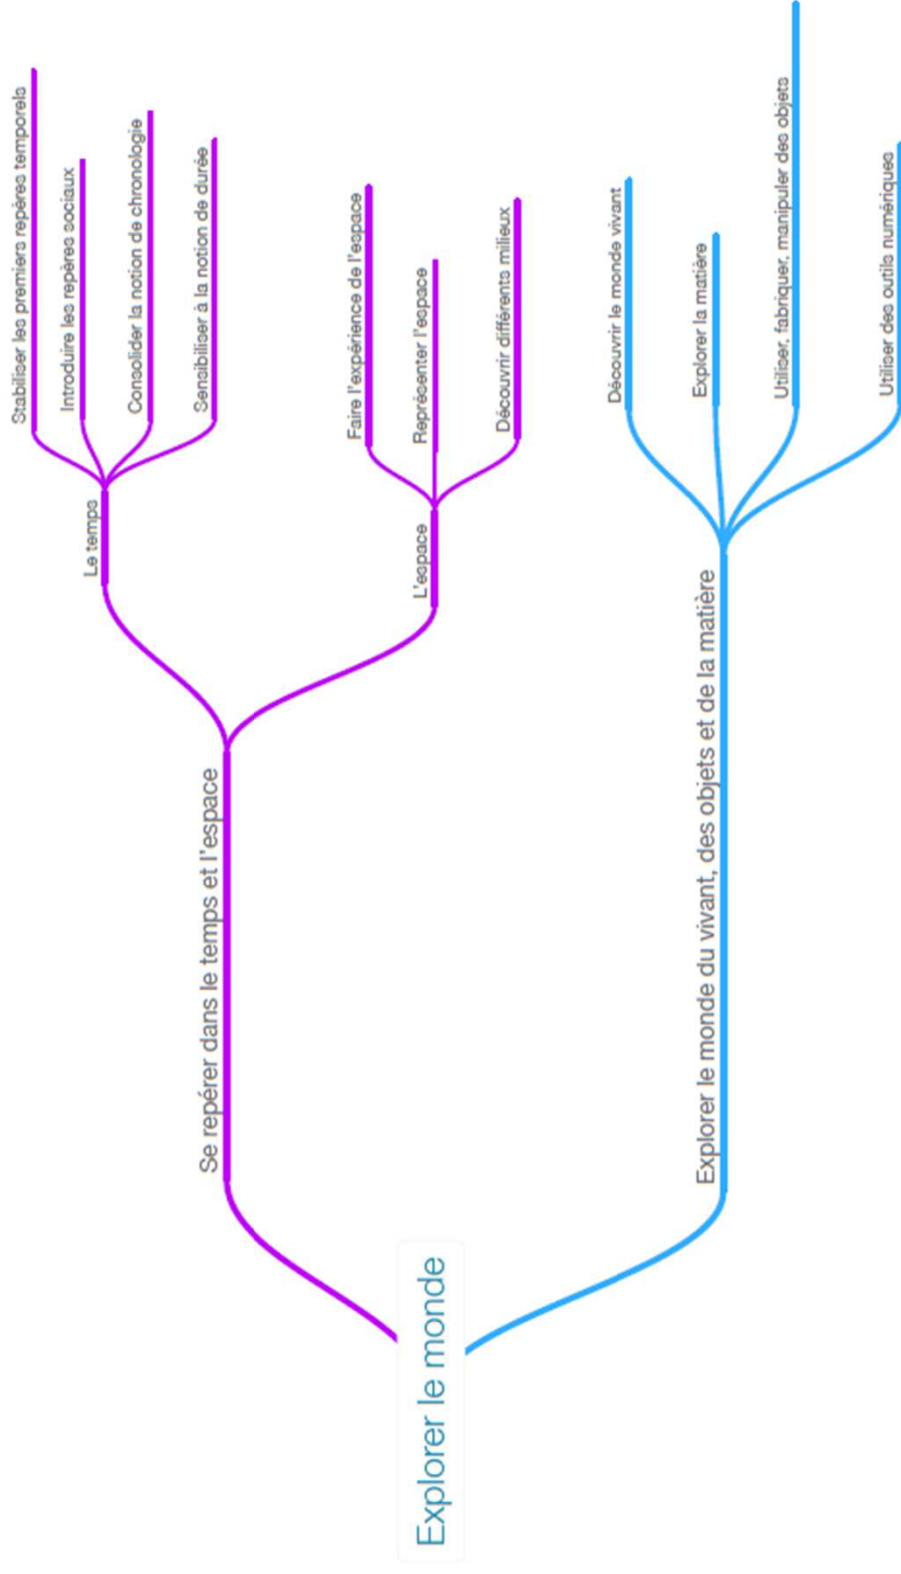 Explorer le monde
Se repérer dans le temps et l'espace
Le temps
Stabiliser les premiers repères temporels
Introduire les repères sociaux
Consolider la notion de chronologie
Sensibiliser à la notion de durée
L'espace
Faire l'expérience de l'espace
Représenter l'espace
Découvrir différents milieux
Explorer le monde du vivant, des objets et de la matière
Découvrir le monde vivant
Explorer la matière
Utiliser, fabriquer, manipuler des objets
Utiliser des outils numériques